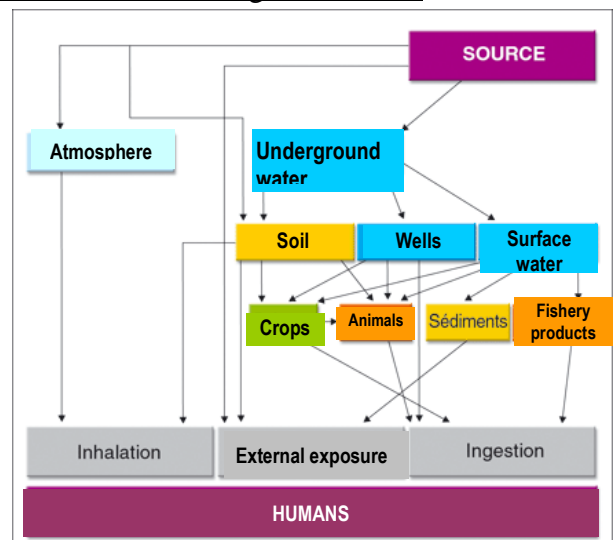 SOURCE
Atmosphere
Underground
water
Soil
Wells
Surface
water
Crops
Animals
Sédiments
Fishery
products
Inhalation
External exposure
Ingestion
HUMANS